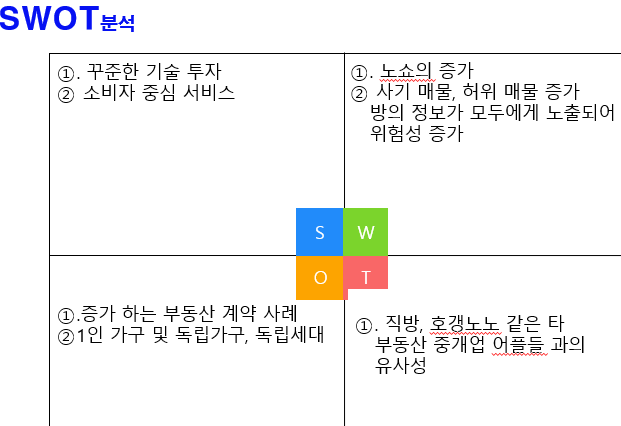 SWOT분석
①. 꾸준한 기술 투자
② 소비자 중심 서비스
①. 노쇼의 증가
② 사기 매물, 허위 매물 증가
방의 정보가 모두에게 노출되어
위험성 증가
S W
O T
①.증가 하는 부동산 계약 사례
②1인 가구 및 독립가구, 독립세대
①. 직방, 호갱노노 같은 타
부동산 중개업 어플들 과의
유사성